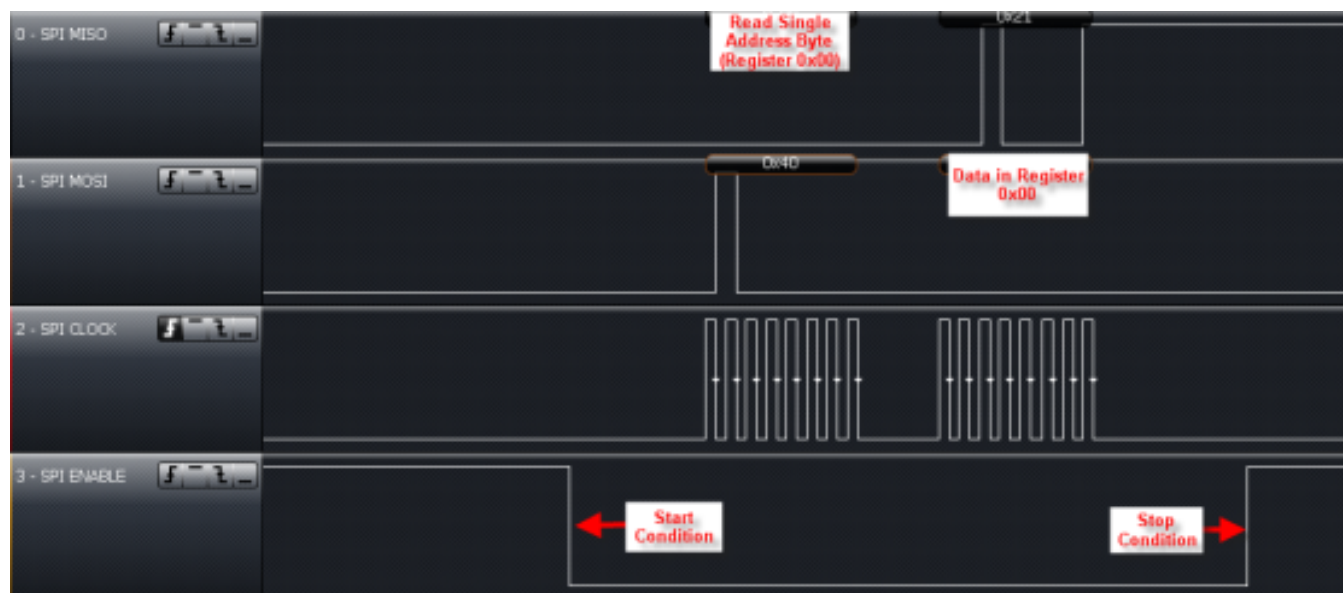 0 - SPI MISO
Read Single
Address Byte
(Register 0x00)
0x21
1 - SPI MOSI
0x40
Data in Register
0x00
2 - SPI CLOCK
3 - SPI ENABLE
Start
Condition
Stop
Condition